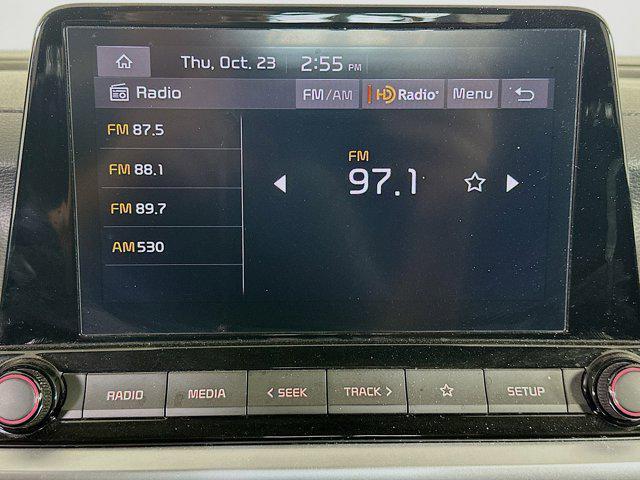 Thu, Oct. 23 2:55 PM
Radio FM/AM HD Radio® Menu
FM 87.5
FM 88.1
FM 89.7
AM 530
FM
97.1
RADIO MEDIA < SEEK TRACK > SETUP